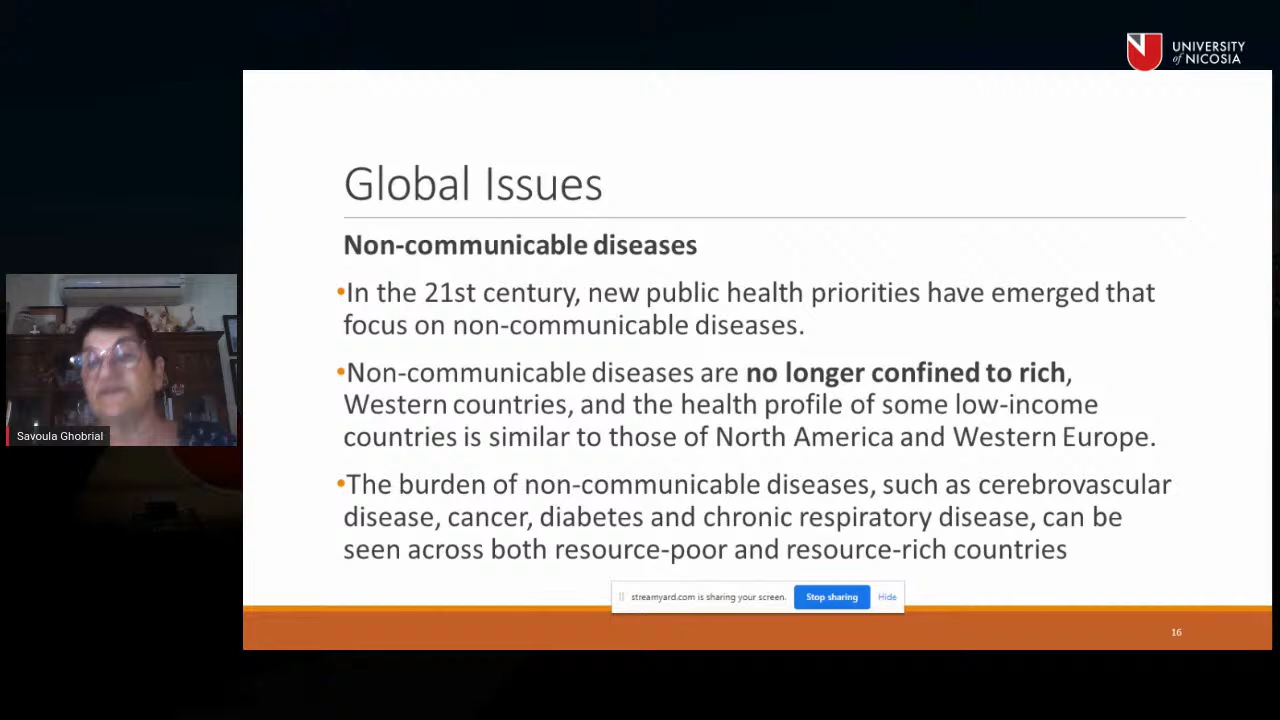 UNIVERSITY
of NICOSIA
Global Issues
Non-communicable diseases
•In the 21st century, new public health priorities have emerged that
focus on non-communicable diseases.
•Non-communicable diseases are no longer confined to rich,
Western countries, and the health profile of some low-income
countries is similar to those of North America and Western Europe.
•The burden of non-communicable diseases, such as cerebrovascular
disease, cancer, diabetes and chronic respiratory disease, can be
seen across both resource-poor and resource-rich countries
Savoula Ghobrial
streamyard.com is sharing your screen. Stop sharing Hide
16